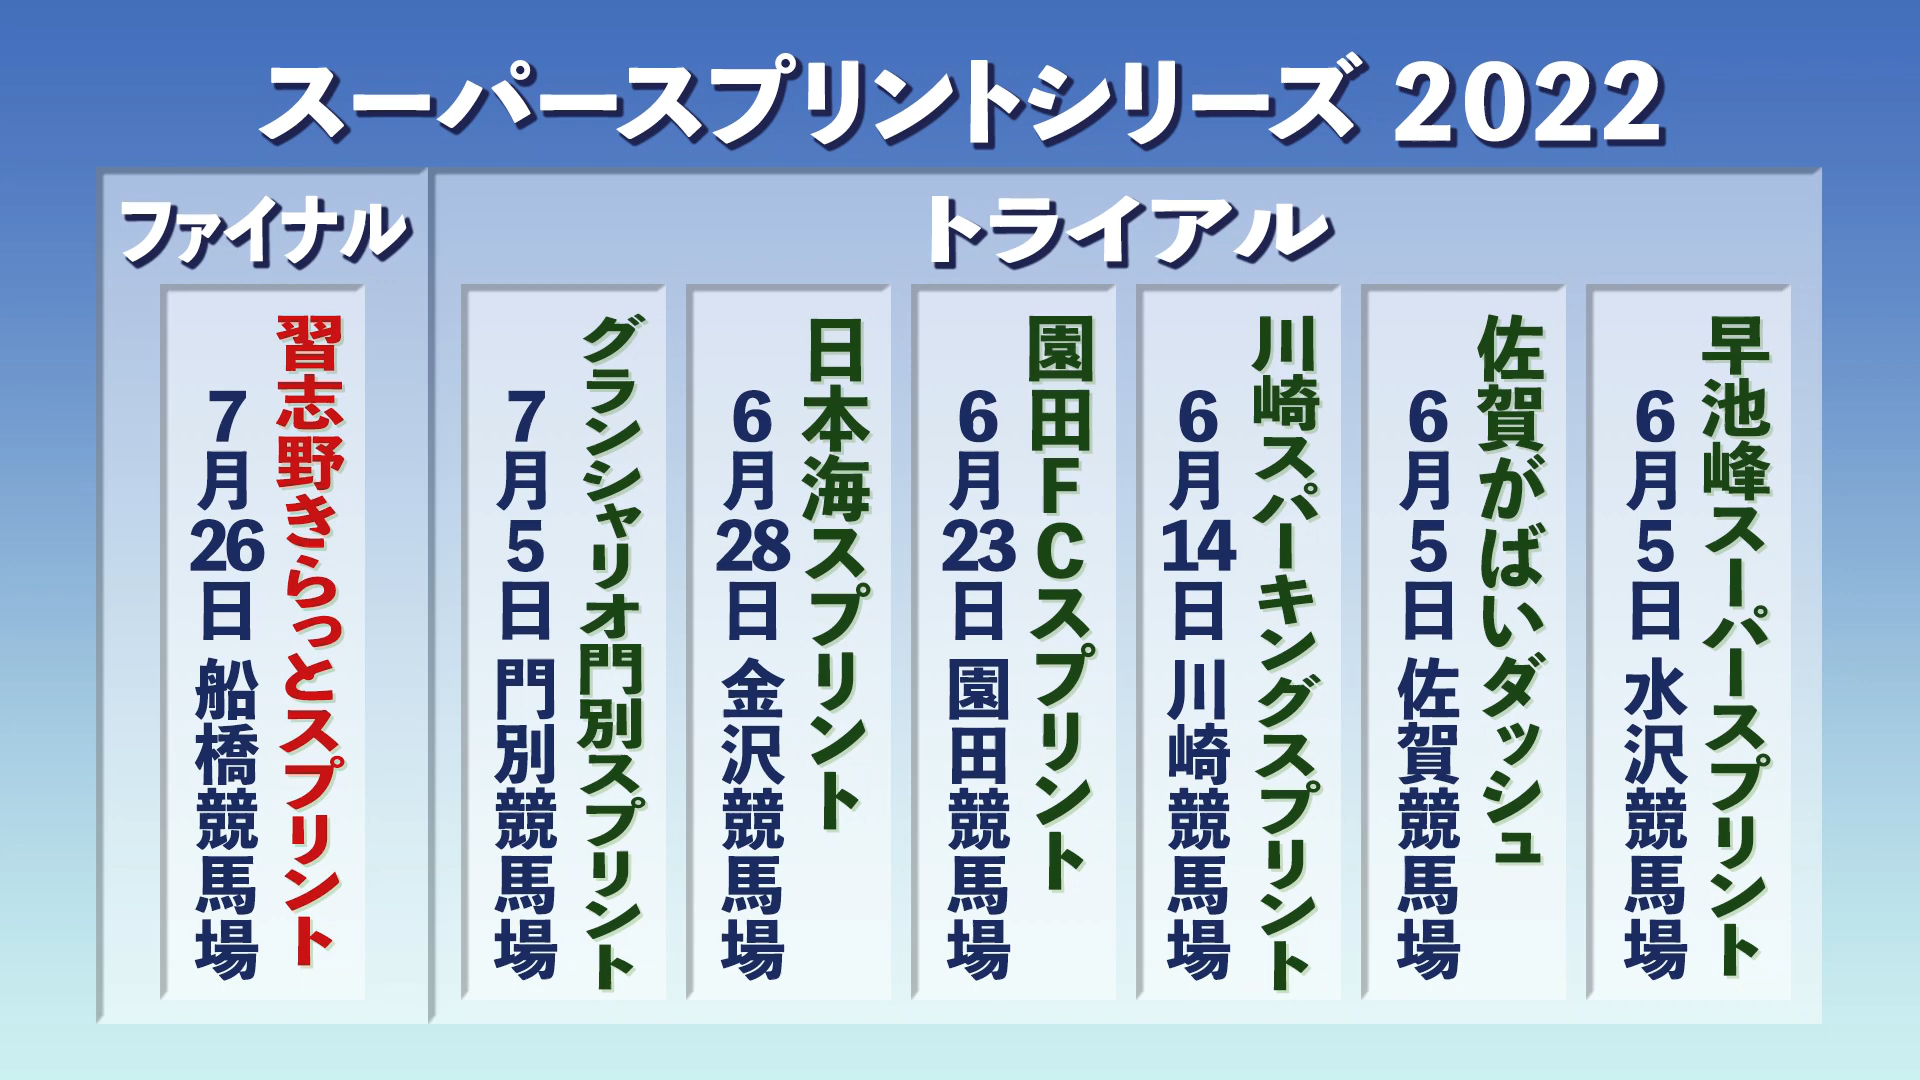 スーパースプリントシリーズ 2022
トライアル
早池峰スーパースプリント
6月5日 水沢競馬場
佐賀がばいダッシュ
6月5日 佐賀競馬場
川崎スパーキングスプリント
6月14日 川崎競馬場
園田FCスプリント
6月23日 園田競馬場
日本海スプリント
6月28日 金沢競馬場
グランシャリオ門別スプリント
7月5日 門別競馬場
ファイナル
習志野きらっとスプリント
7月26日 船橋競馬場